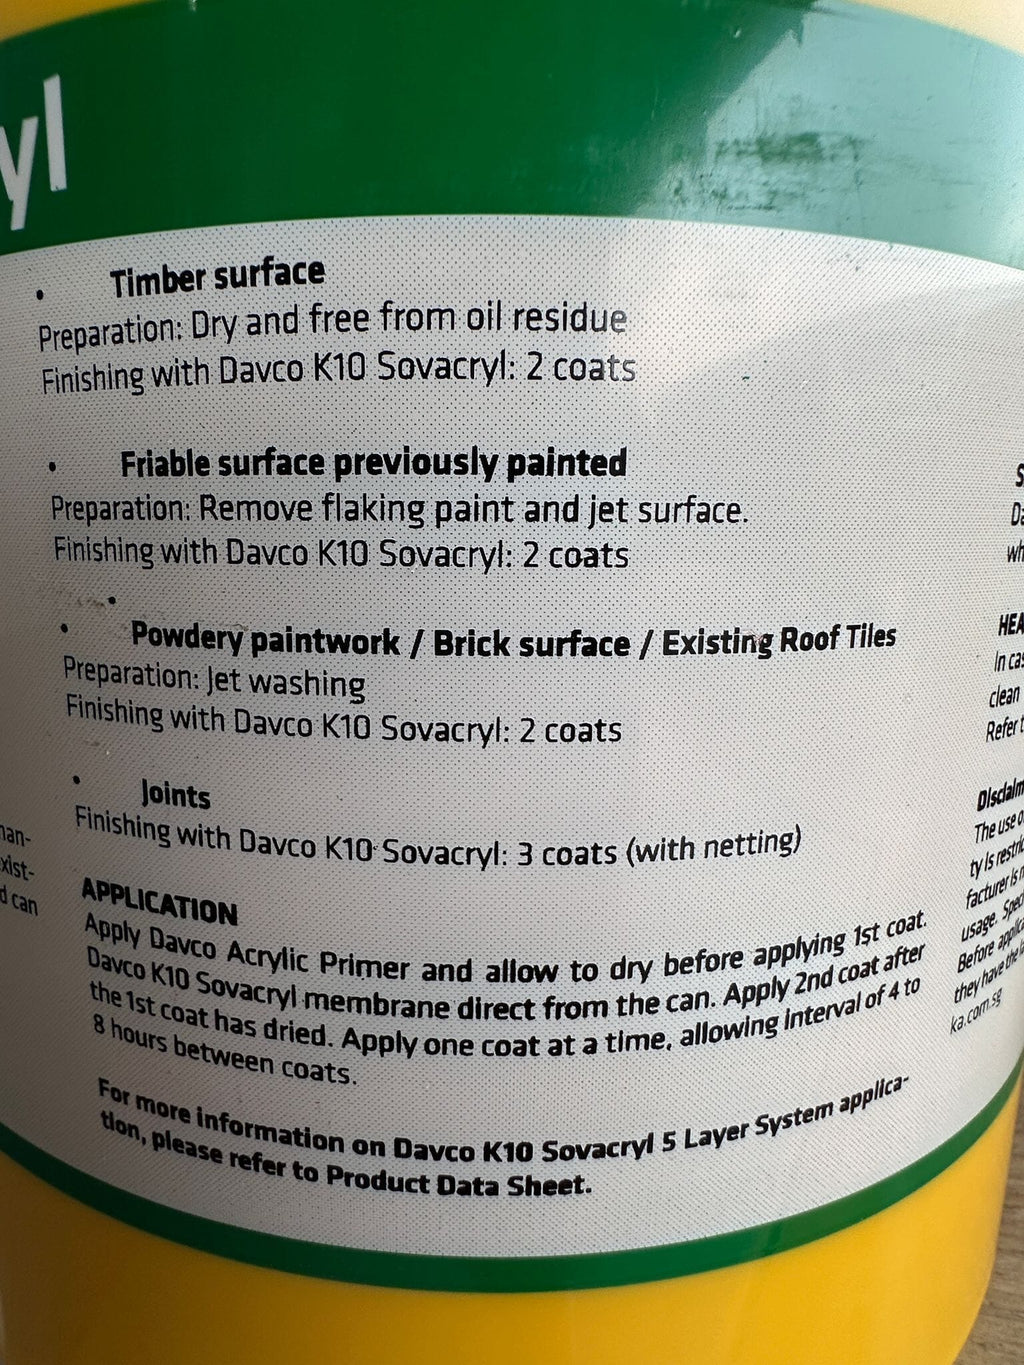 yl
• Timber surface
Preparation: Dry and free from oil residue
Finishing with Davco K10 Sovacryl: 2 coats
• Friable surface previously painted
Preparation: Remove flaking paint and jet surface.
Finishing with Davco K10 Sovacryl: 2 coats
• Powdery paintwork / Brick surface / Existing Roof Tiles
Preparation: Jet washing
Finishing with Davco K10 Sovacryl: 2 coats
• Joints
Finishing with Davco K10 Sovacryl: 3 coats (with netting)
APPLICATION
Apply Davco Acrylic Primer and allow to dry before applying 1st coat.
Davco K10 Sovacryl membrane direct from the can. Apply 2nd coat after
the 1st coat has dried. Apply one coat at a time, allowing interval of 4 to
8 hours between coats.
For more information on Davco K10 Sovacryl 5 Layer System applica-
tion, please refer to Product Data Sheet.
nan-
xist-
d can
S
Da
wh
HEA
In cas
clean
Refer t
Disclaim
The use o
ty is restric
facturer is n
usage. Spec
Before applic
they have the
ka.com.sg